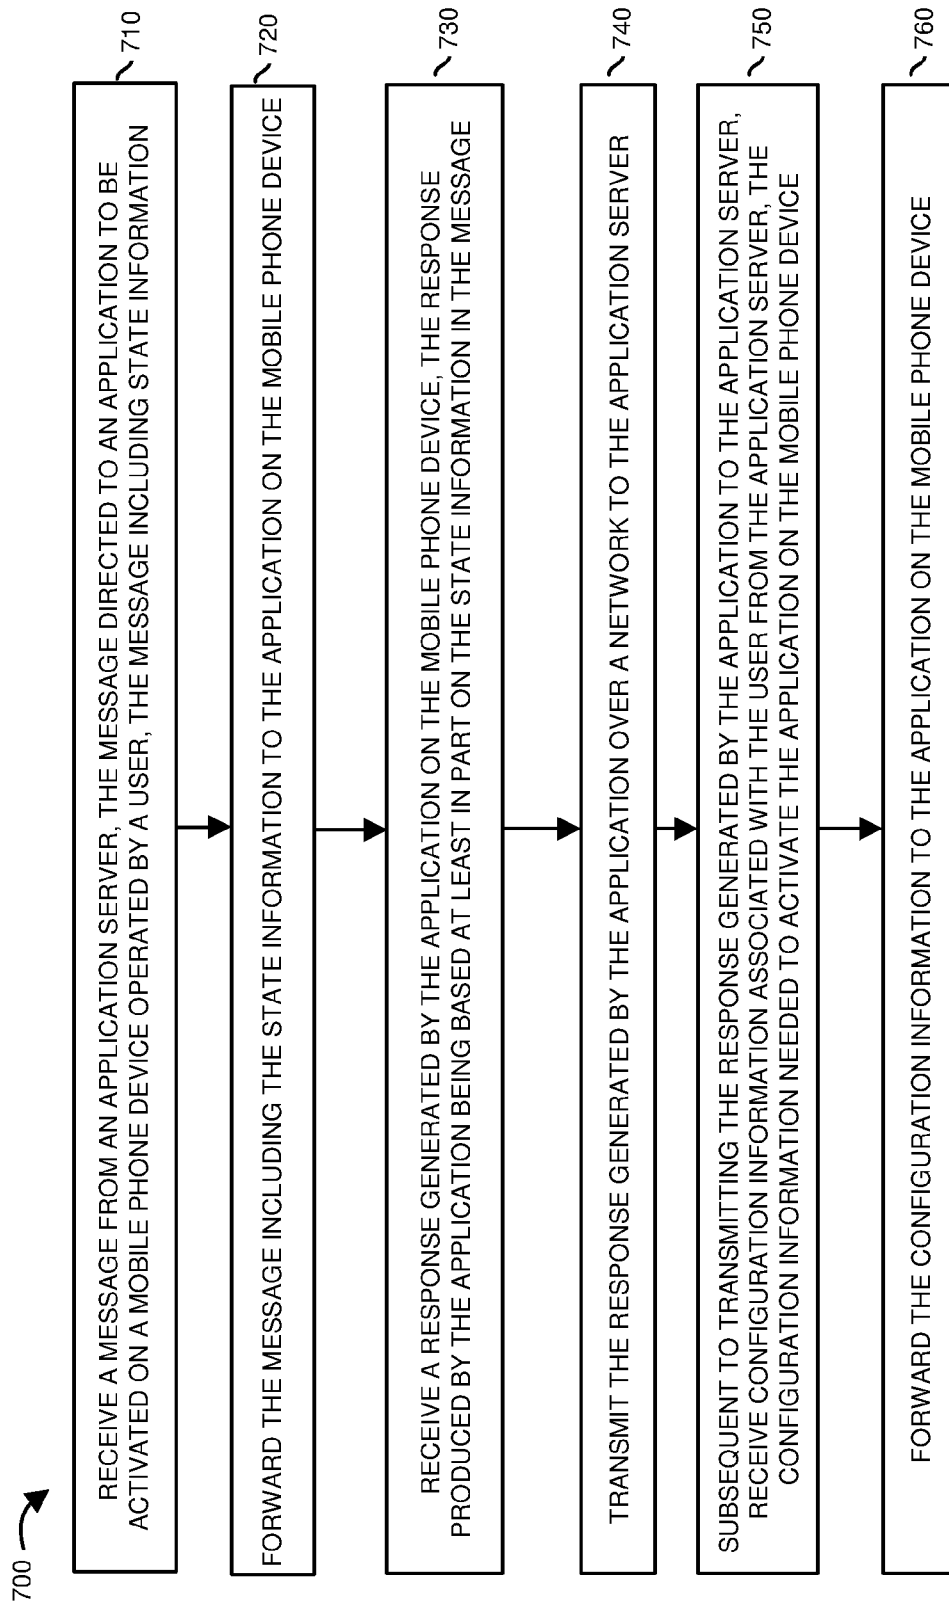 700
RECEIVE A MESSAGE FROM AN APPLICATION SERVER, THE MESSAGE DIRECTED TO AN APPLICATION TO BE
ACTIVATED ON A MOBILE PHONE DEVICE OPERATED BY A USER, THE MESSAGE INCLUDING STATE INFORMATION
710
FORWARD THE MESSAGE INCLUDING THE STATE INFORMATION TO THE APPLICATION ON THE MOBILE PHONE DEVICE
720
RECEIVE A RESPONSE GENERATED BY THE APPLICATION ON THE MOBILE PHONE DEVICE, THE RESPONSE
PRODUCED BY THE APPLICATION BEING BASED AT LEAST IN PART ON THE STATE INFORMATION IN THE MESSAGE
730
TRANSMIT THE RESPONSE GENERATED BY THE APPLICATION OVER A NETWORK TO THE APPLICATION SERVER
740
SUBSEQUENT TO TRANSMITTING THE RESPONSE GENERATED BY THE APPLICATION TO THE APPLICATION SERVER,
RECEIVE CONFIGURATION INFORMATION ASSOCIATED WITH THE USER FROM THE APPLICATION SERVER, THE
CONFIGURATION INFORMATION NEEDED TO ACTIVATE THE APPLICATION ON THE MOBILE PHONE DEVICE
750
FORWARD THE CONFIGURATION INFORMATION TO THE APPLICATION ON THE MOBILE PHONE DEVICE
760